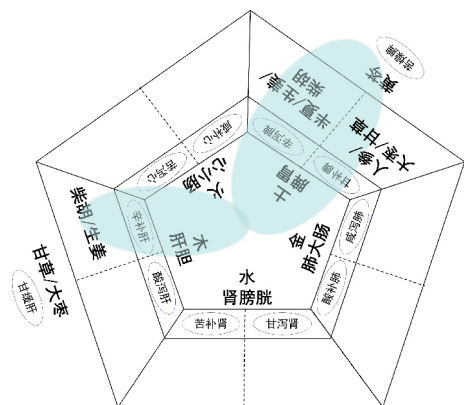 苦燥脾
黄芩
半夏/生姜/
柴胡
人参/
大枣/甘草
辛泻脾
甘补脾
土
脾胃
咸补心
苦泻心
火
心小肠
柴胡/生姜
甘草/大枣
甘缓肝
辛补肝
酸泻肝
木
肝胆
金
肺大肠
咸泻肺
酸补肺
水
肾膀胱
苦补肾
甘泻肾